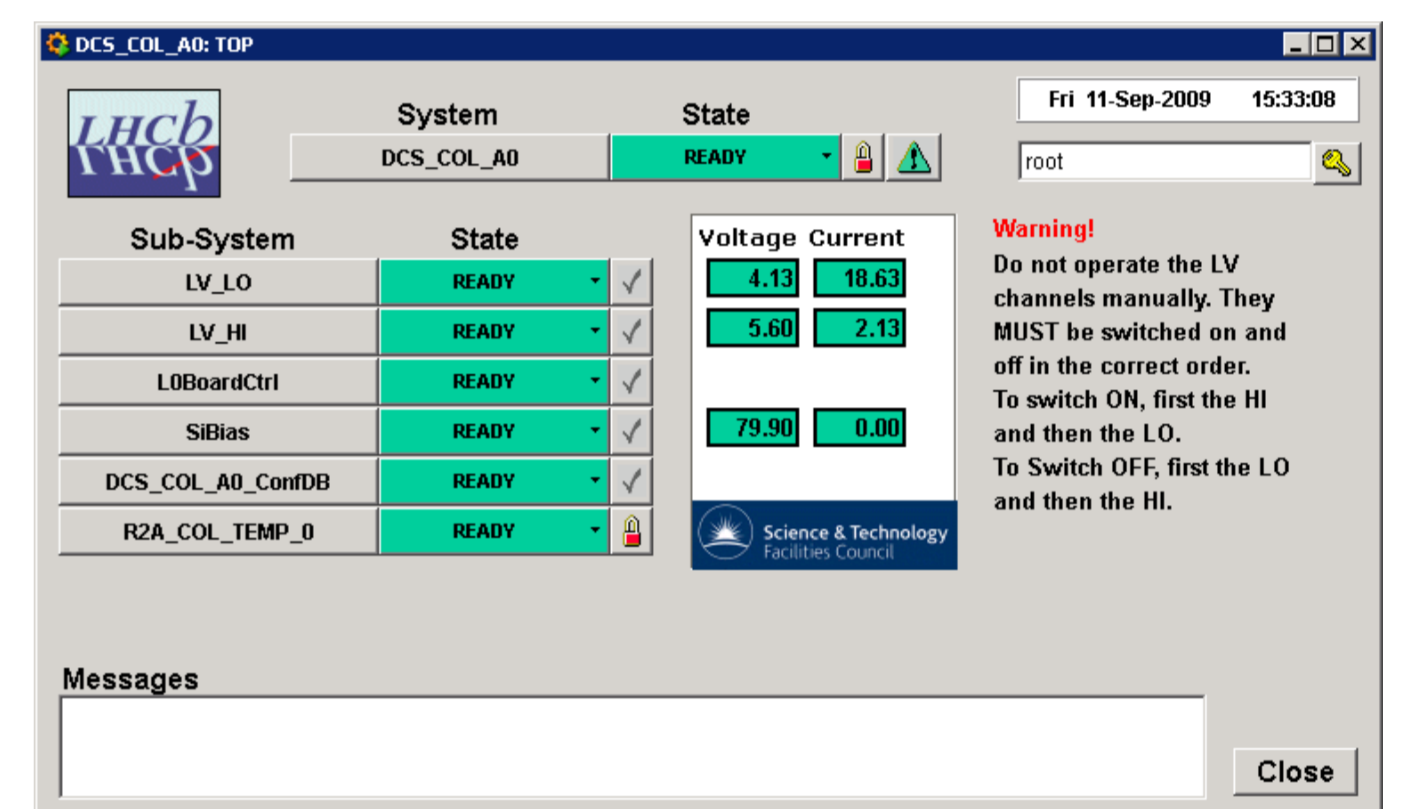 DCS_COL_A0: TOP
LHCb
LHCb
System State
Fri 11-Sep-2009 15:33:08
DCS_COL_A0 READY
root
Sub-System State
Voltage Current
Warning!
LV_LO READY 4.13 18.63
LV_HI READY 5.60 2.13
L0BoardCtrl READY
SiBias READY 79.90 0.00
DCS_COL_A0_ConfDB READY
R2A_COL_TEMP_0 READY
Do not operate the LV
channels manually. They
MUST be switched on and
off in the correct order.
To switch ON, first the HI
and then the LO.
To Switch OFF, first the LO
and then the HI.
Science & Technology
Facilities Council
Messages
Close